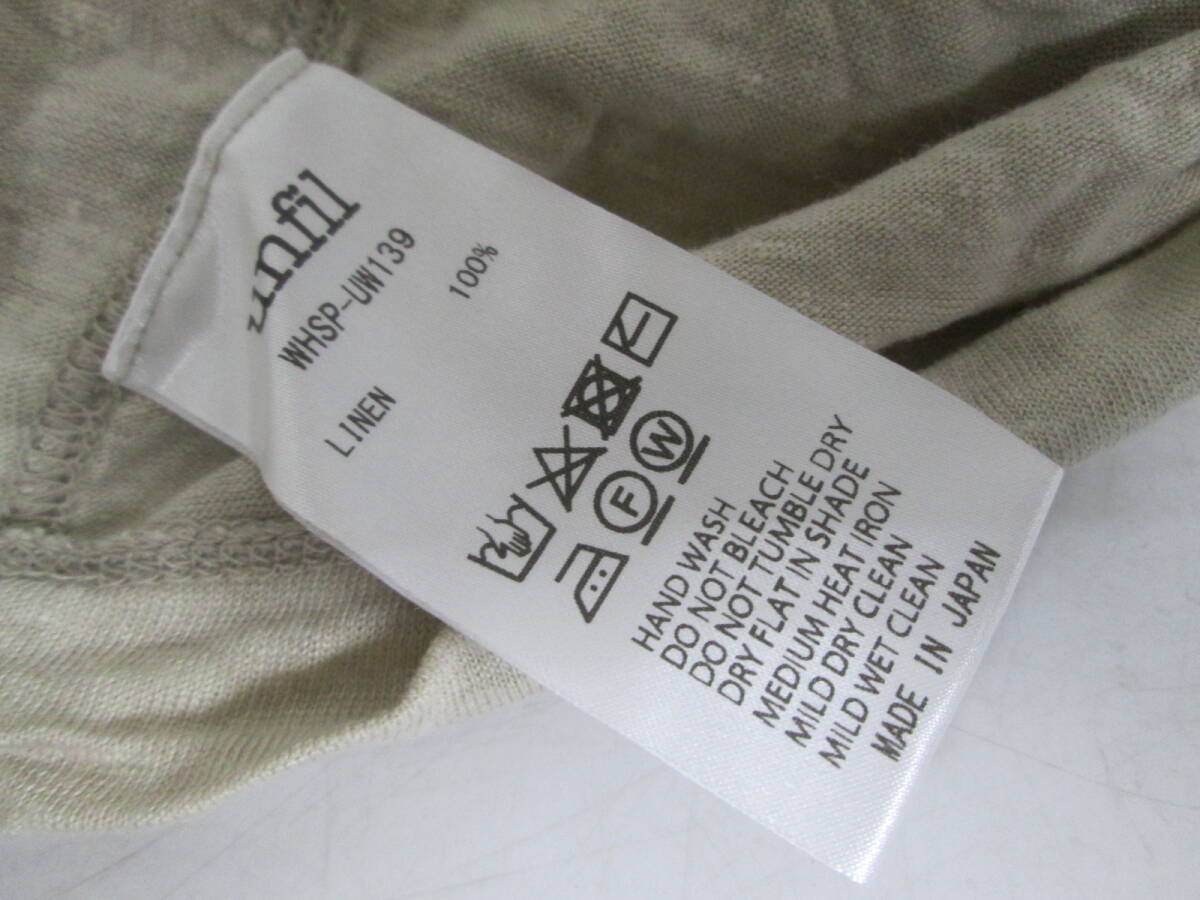 unfil
WHSP-UW139
LINEN 100%
F W
HAND WASH
DO NOT BLEACH
DO NOT TUMBLE DRY
DRY FLAT IN SHADE
MEDIUM HEAT IRON
MILD DRY CLEAN
MILD WET CLEAN
MADE IN JAPAN